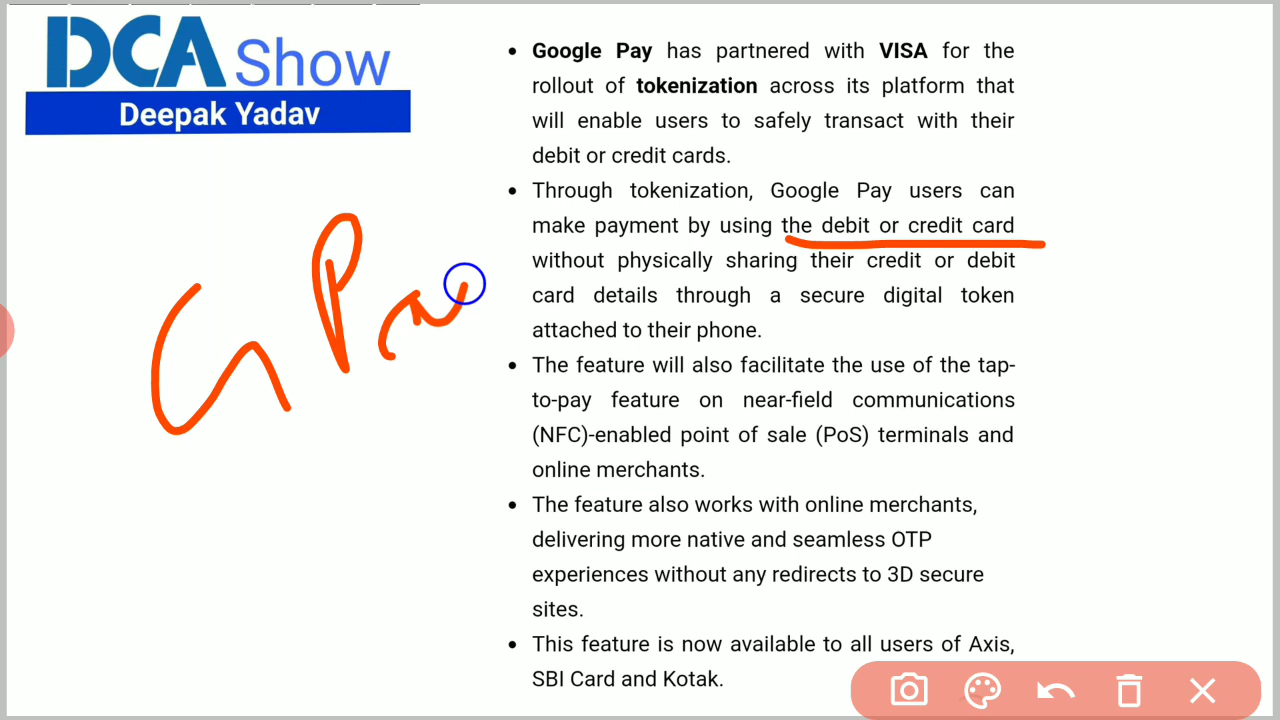 DCA Show
Deepak Yadav
• Google Pay has partnered with VISA for the
rollout of tokenization across its platform that
will enable users to safely transact with their
debit or credit cards.
• Through tokenization, Google Pay users can
make payment by using the debit or credit card
without physically sharing their credit or debit
card details through a secure digital token
attached to their phone.
• The feature will also facilitate the use of the tap-
to-pay feature on near-field communications
(NFC)-enabled point of sale (PoS) terminals and
online merchants.
• The feature also works with online merchants,
delivering more native and seamless OTP
experiences without any redirects to 3D secure
sites.
• This feature is now available to all users of Axis,
SBI Card and Kotak.